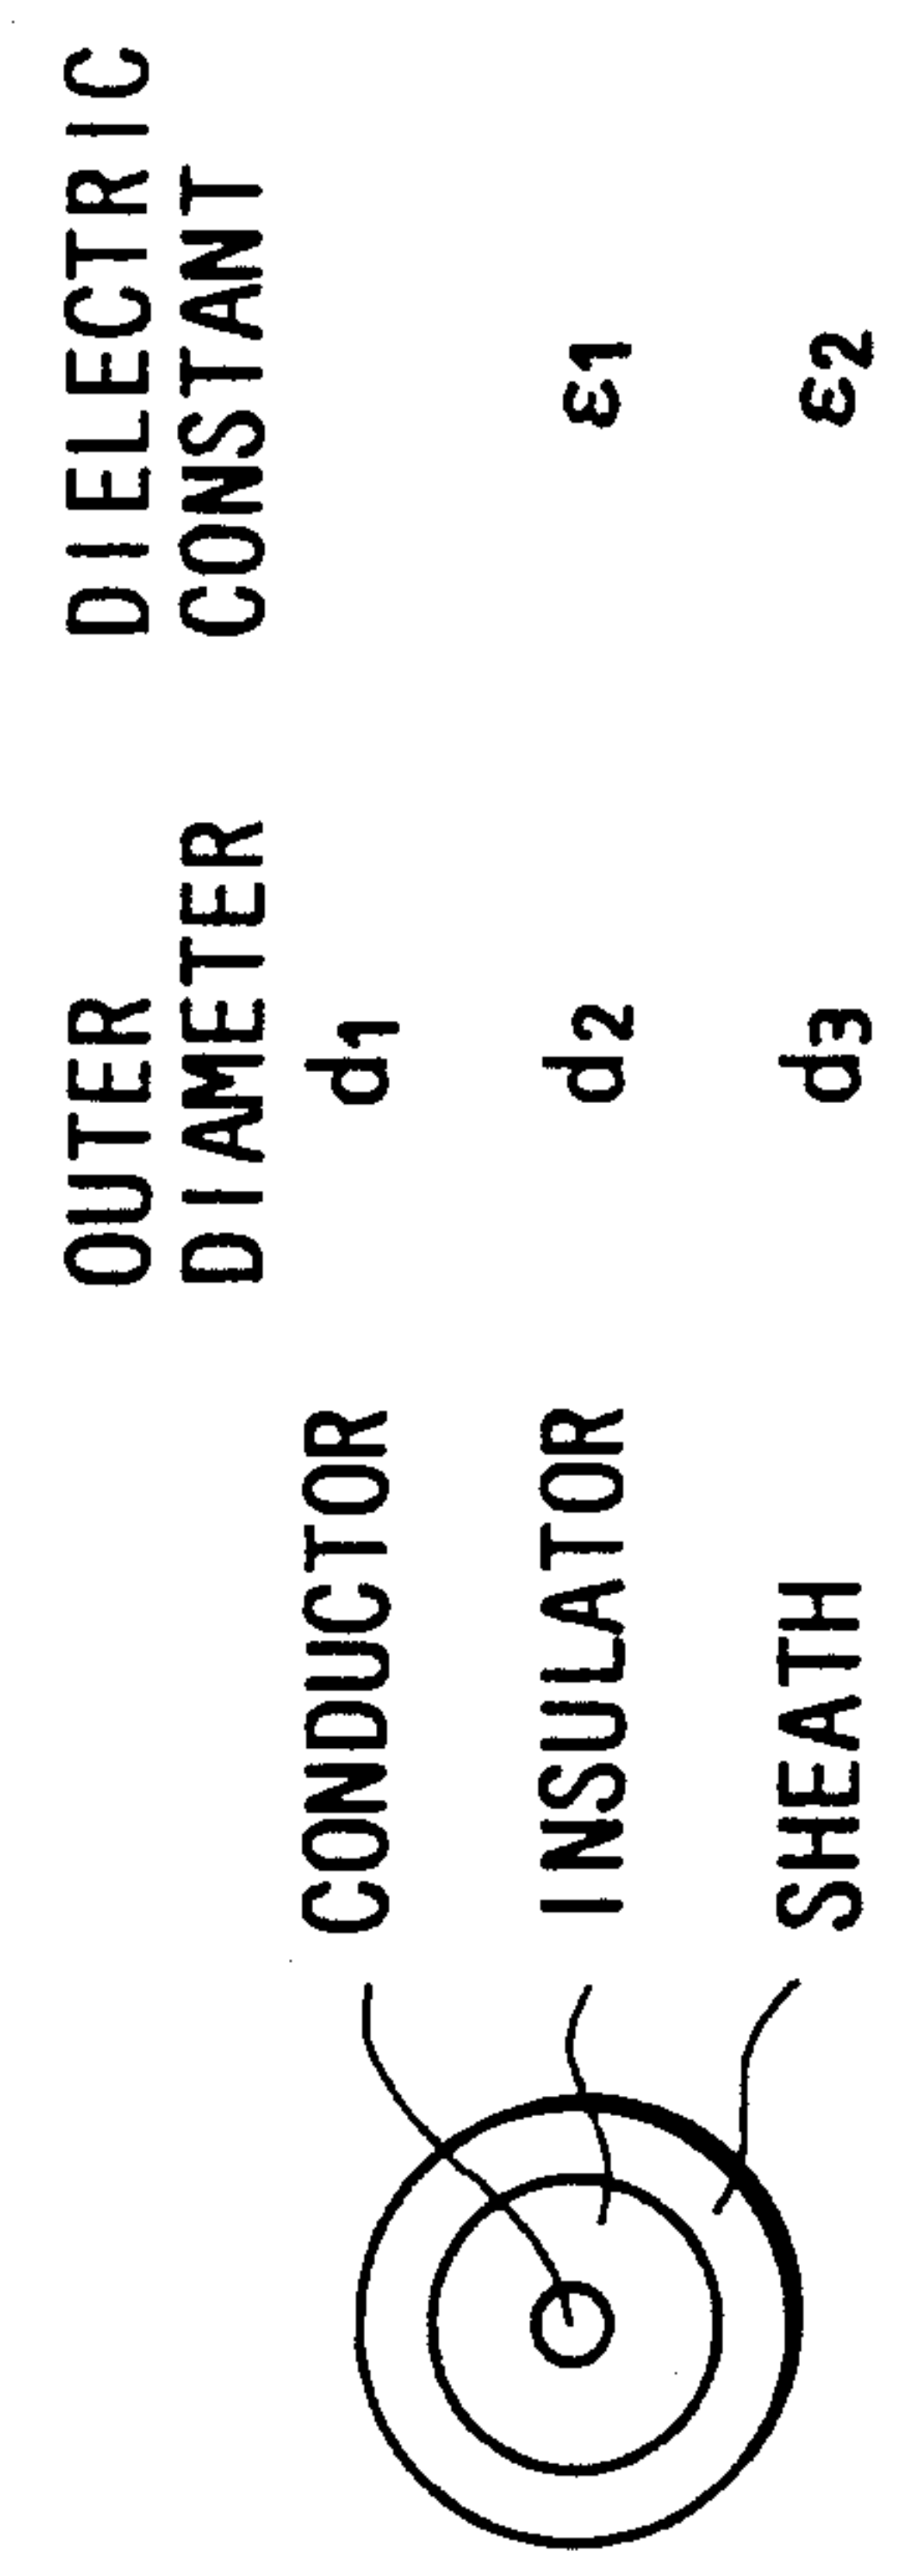 OUTER DIELECTRIC
DIAMETER CONSTANT
CONDUCTOR d1
INSULATOR d2 ε1
SHEATH d3 ε2